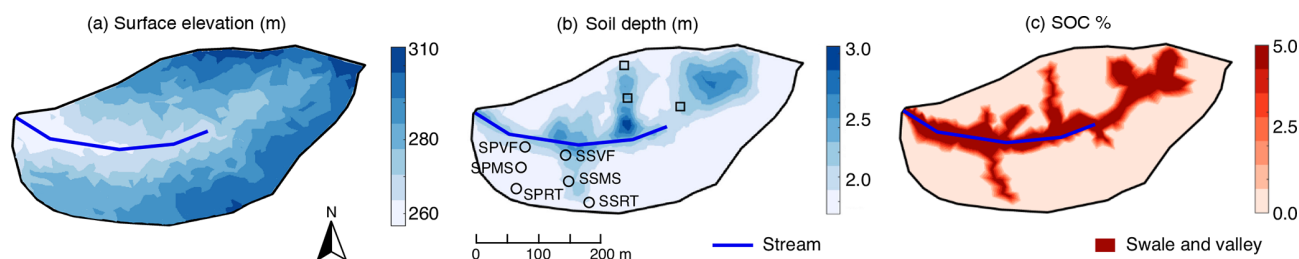 (a) Surface elevation (m)
310
280
260
N
(b) Soil depth (m)
3.0
2.5
2.0
SPVF
SSVF
SPMS
SSMS
SPRT
SSRT
0 100 200 m
Stream
(c) SOC %
5.0
2.5
0.0
Swale and valley